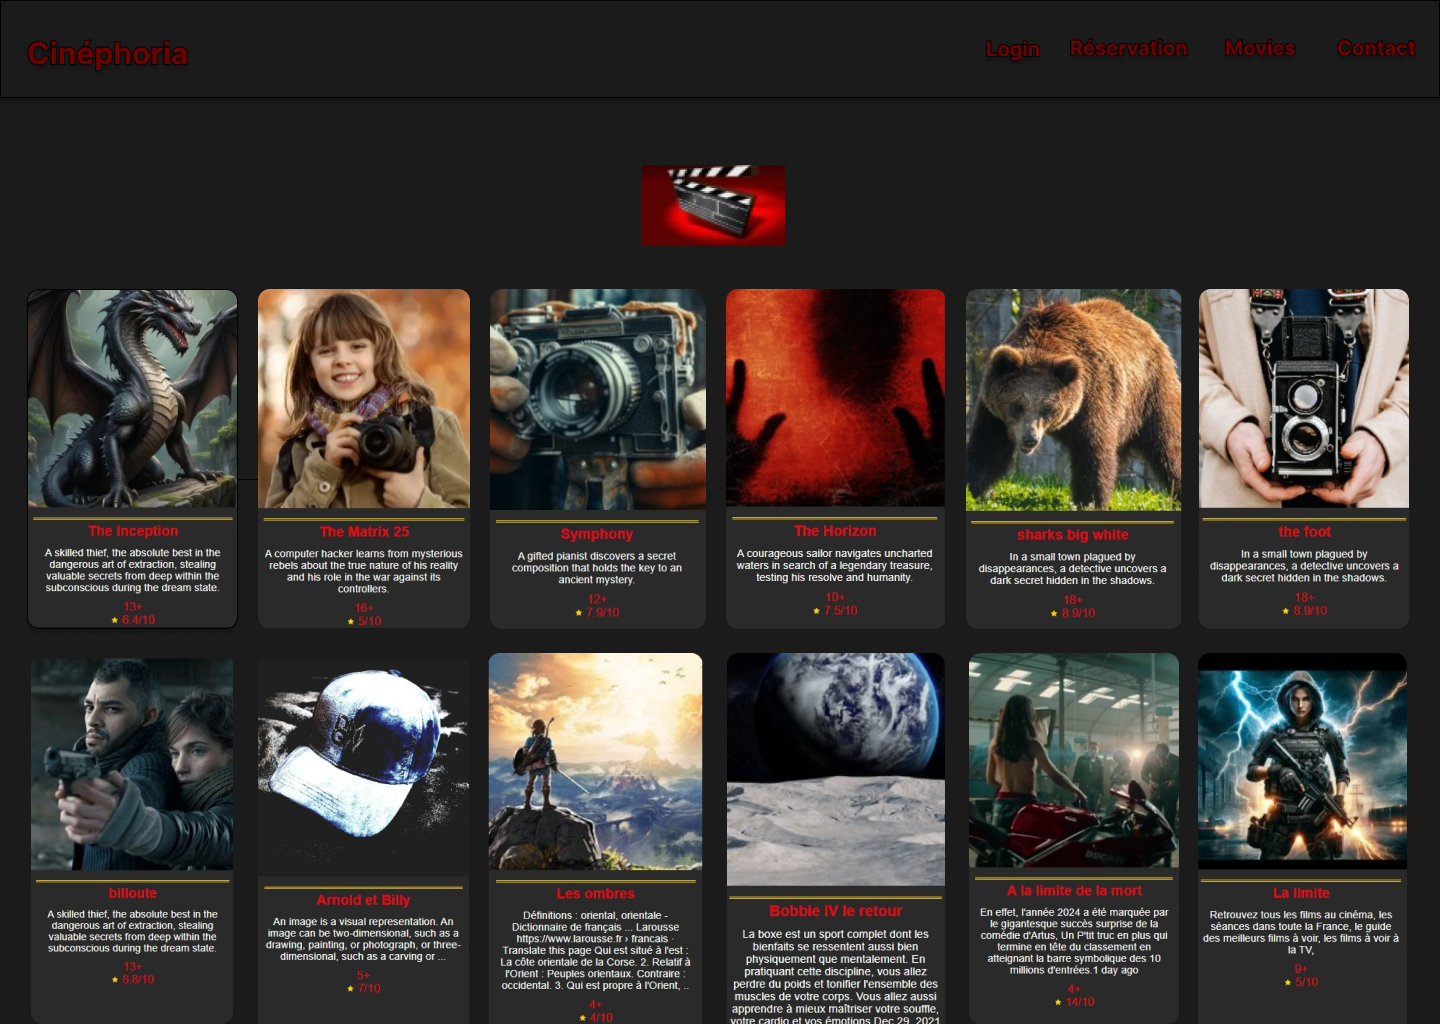 Cinéphoria
Login
Réservation
Movies
Contact
The Inception
A skilled thief, the absolute best in the
dangerous art of extraction, stealing
valuable secrets from deep within the
subconscious during the dream state.
13+
6.4/10
The Matrix 25
A computer hacker learns from mysterious
rebels about the true nature of his reality
and his role in the war against its
controllers.
16+
5/10
Symphony
A gifted pianist discovers a secret
composition that holds the key to an
ancient mystery.
12+
7.9/10
The Horizon
A courageous sailor navigates uncharted
waters in search of a legendary treasure,
testing his resolve and humanity.
10+
7.5/10
sharks big white
In a small town plagued by
disappearances, a detective uncovers a
dark secret hidden in the shadows.
18+
8.9/10
the foot
In a small town plagued by
disappearances, a detective uncovers a
dark secret hidden in the shadows.
18+
8.9/10
billoute
A skilled thief, the absolute best in the
dangerous art of extraction, stealing
valuable secrets from deep within the
subconscious during the dream state.
13+
8.8/10
Arnold et Billy
An image is a visual representation. An
image can be two-dimensional, such as a
drawing, painting, or photograph, or three-
dimensional, such as a carving or ...
5+
7/10
Les ombres
Définitions : oriental, orientale -
Dictionnaire de français ... Larousse
https://www.larousse.fr › francais ·
Translate this page Qui est situé à l'est :
La côte orientale de la Corse. 2. Relatif à
l'Orient : Peuples orientaux. Contraire :
occidental. 3. Qui est propre à l'Orient, ..
4+
4/10
Bobbie IV le retour
La boxe est un sport complet dont les
bienfaits se ressentent aussi bien
physiquement que mentalement. En
pratiquant cette discipline, vous allez
perdre du poids et tonifier l'ensemble des
muscles de votre corps. Vous allez aussi
apprendre à mieux maîtriser votre souffle,
votre cardio et vos émotions Dec 29, 2021
DUCATI
A la limite de la mort
En effet, l'année 2024 a été marquée par
le gigantesque succès surprise de la
comédie d'Artus, Un P'tit truc en plus qui
termine en tête du classement en
atteignant la barre symbolique des 10
millions d'entrées.1 day ago
4+
14/10
La limite
Retrouvez tous les films au cinéma, les
séances dans toute la France, le guide
des meilleurs films à voir, les films à voir à
la TV,
9+
5/10